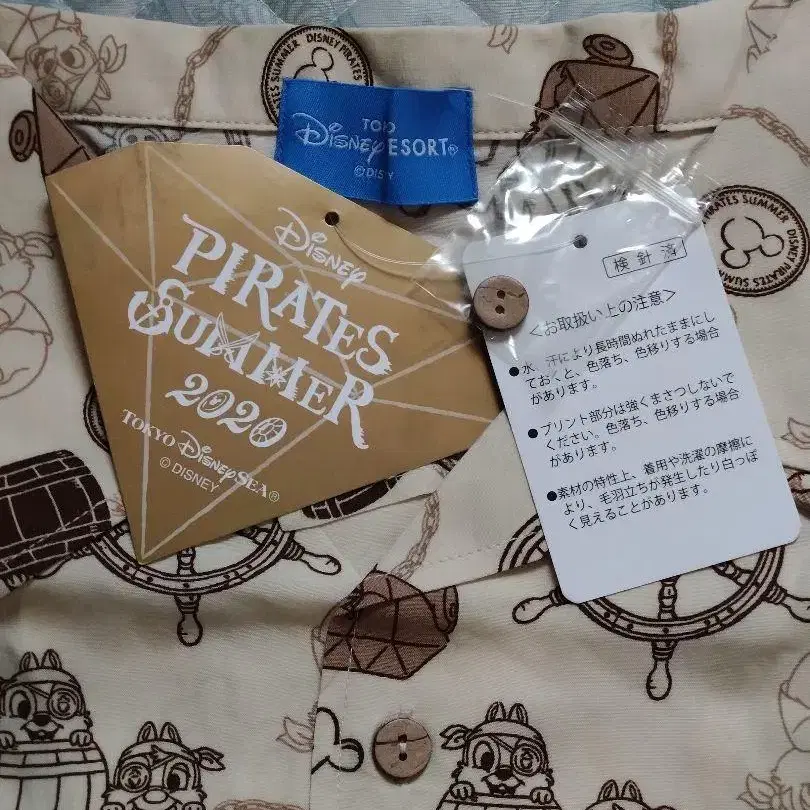 SUMMER DISNEY PIRATES
TOKYO
Disney RESORT®
©DISNEY
Disney
PIRATES
SUMMER
2020
TOKYO DisneySEA®
©DISNEY
検針済
<お取扱い上の注意>
●水、汗により長時間ぬれたままにし
ておくと、色落ち、色移りする場合
があります。
●プリント部分は強くまさつしないで
ください。色落ち、色移りする場合
があります。
●素材の特性上、着用や洗濯の摩擦に
より、毛羽立ちが発生したり白っぽ
く見えることがあります。
PIRATES SUMMER
DISNEY PIRATES SUMMER